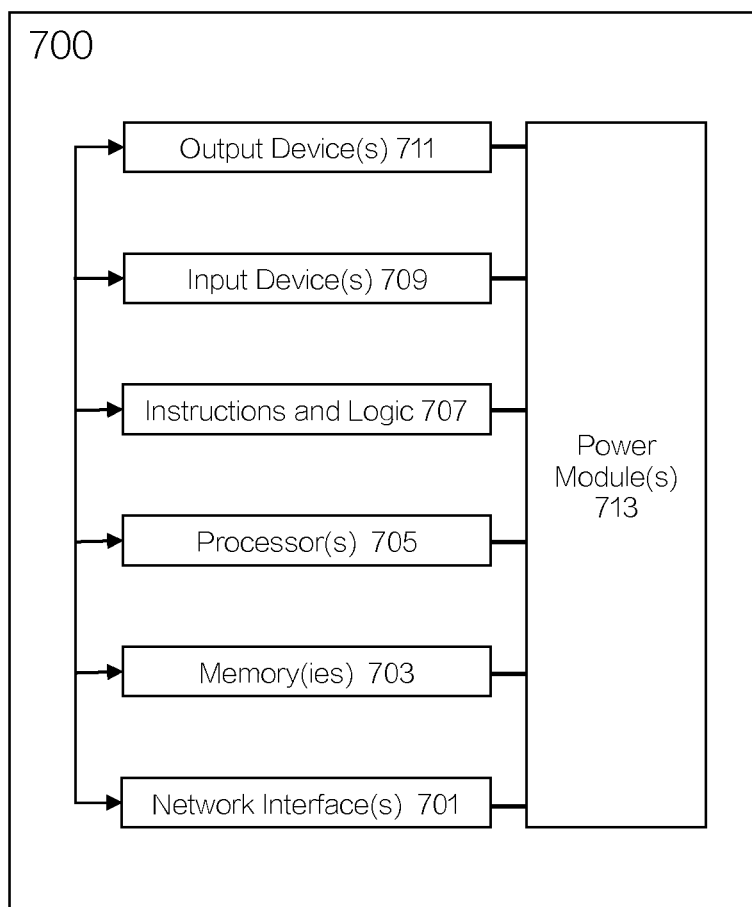 700
Output Device(s) 711
Input Device(s) 709
Instructions and Logic 707
Power
Module(s)
713
Processor(s) 705
Memory(ies) 703
Network Interface(s) 701